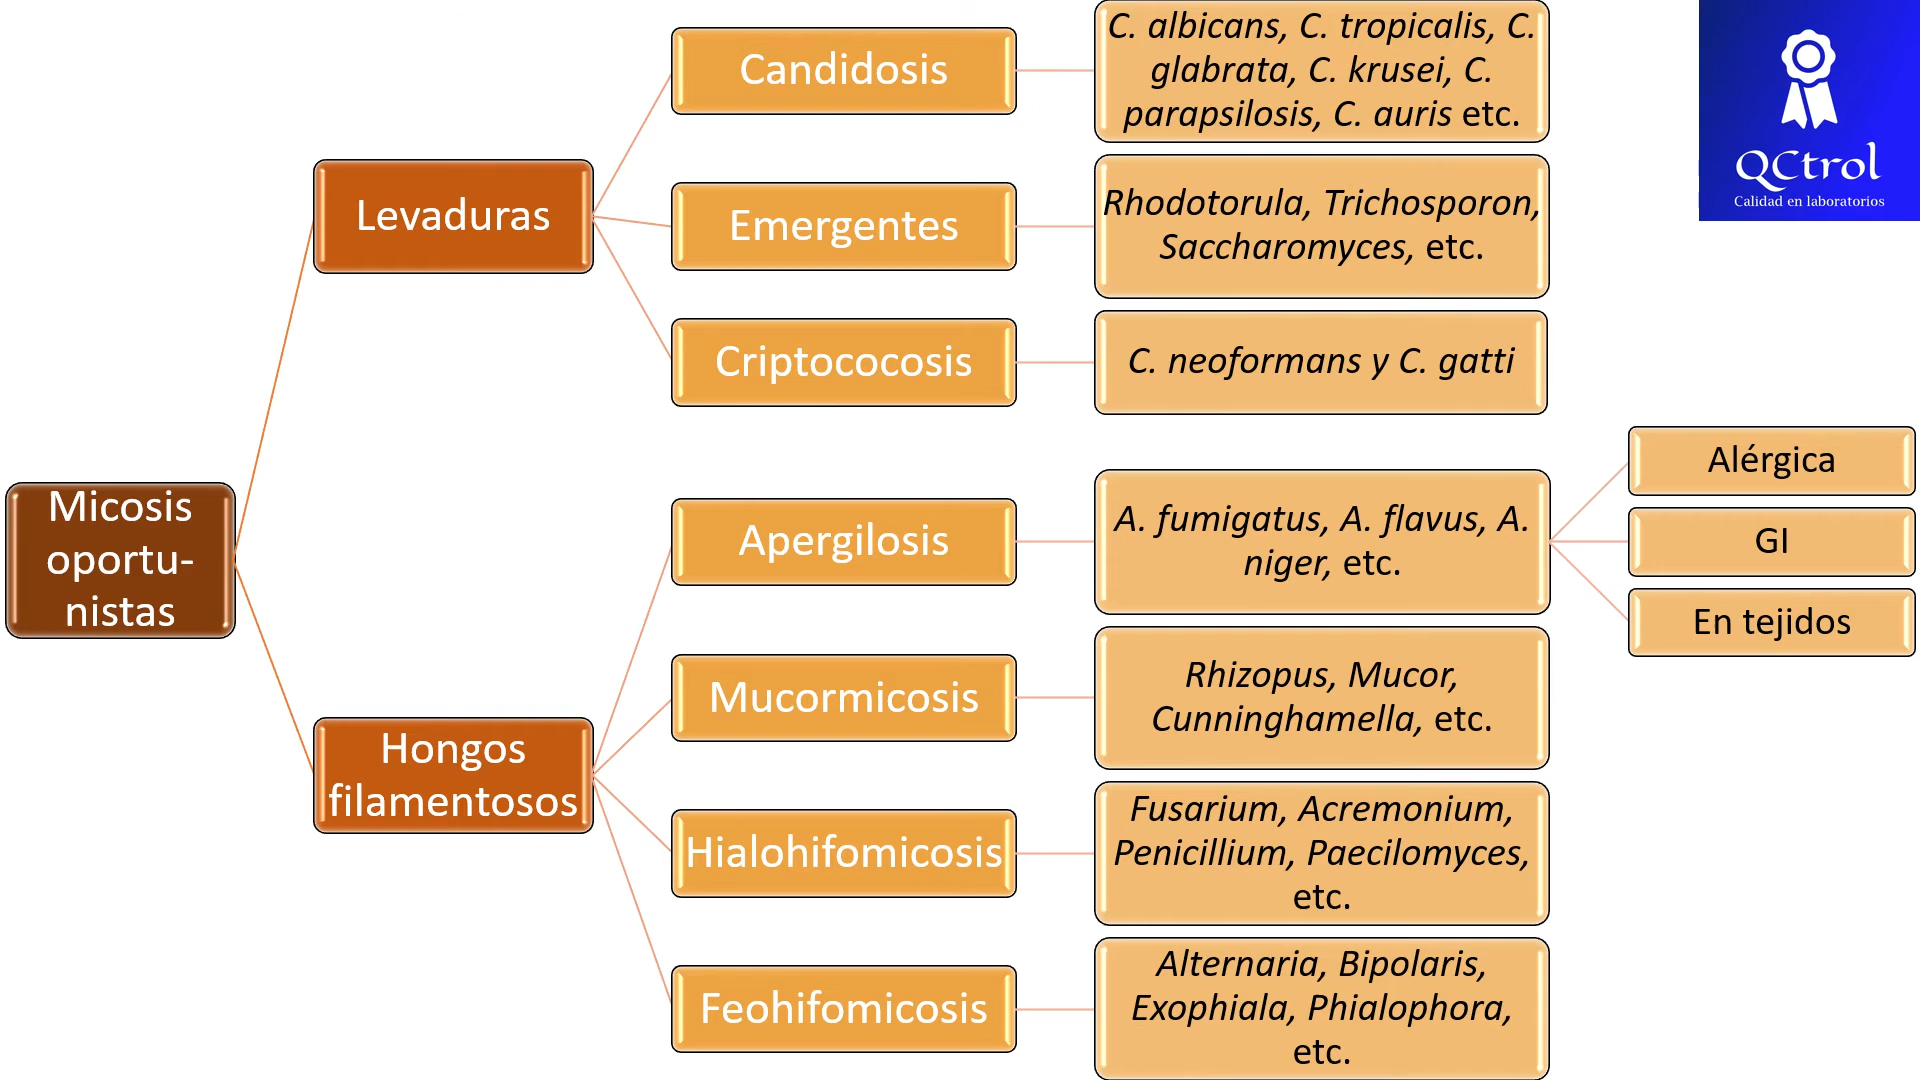 Micosis
oportu-
nistas
Levaduras
Candidosis
C. albicans, C. tropicalis, C.
glabrata, C. krusei, C.
parapsilosis, C. auris etc.
Emergentes
Rhodotorula, Trichosporon,
Saccharomyces, etc.
Criptococosis
C. neoformans y C. gatti
Hongos
filamentosos
Apergilosis
A. fumigatus, A. flavus, A.
niger, etc.
Alérgica
GI
En tejidos
Mucormicosis
Rhizopus, Mucor,
Cunninghamella, etc.
Hialohifomicosis
Fusarium, Acremonium,
Penicillium, Paecilomyces,
etc.
Feohifomicosis
Alternaria, Bipolaris,
Exophiala, Phialophora,
etc.
QCtrol
Calidad en laboratorios